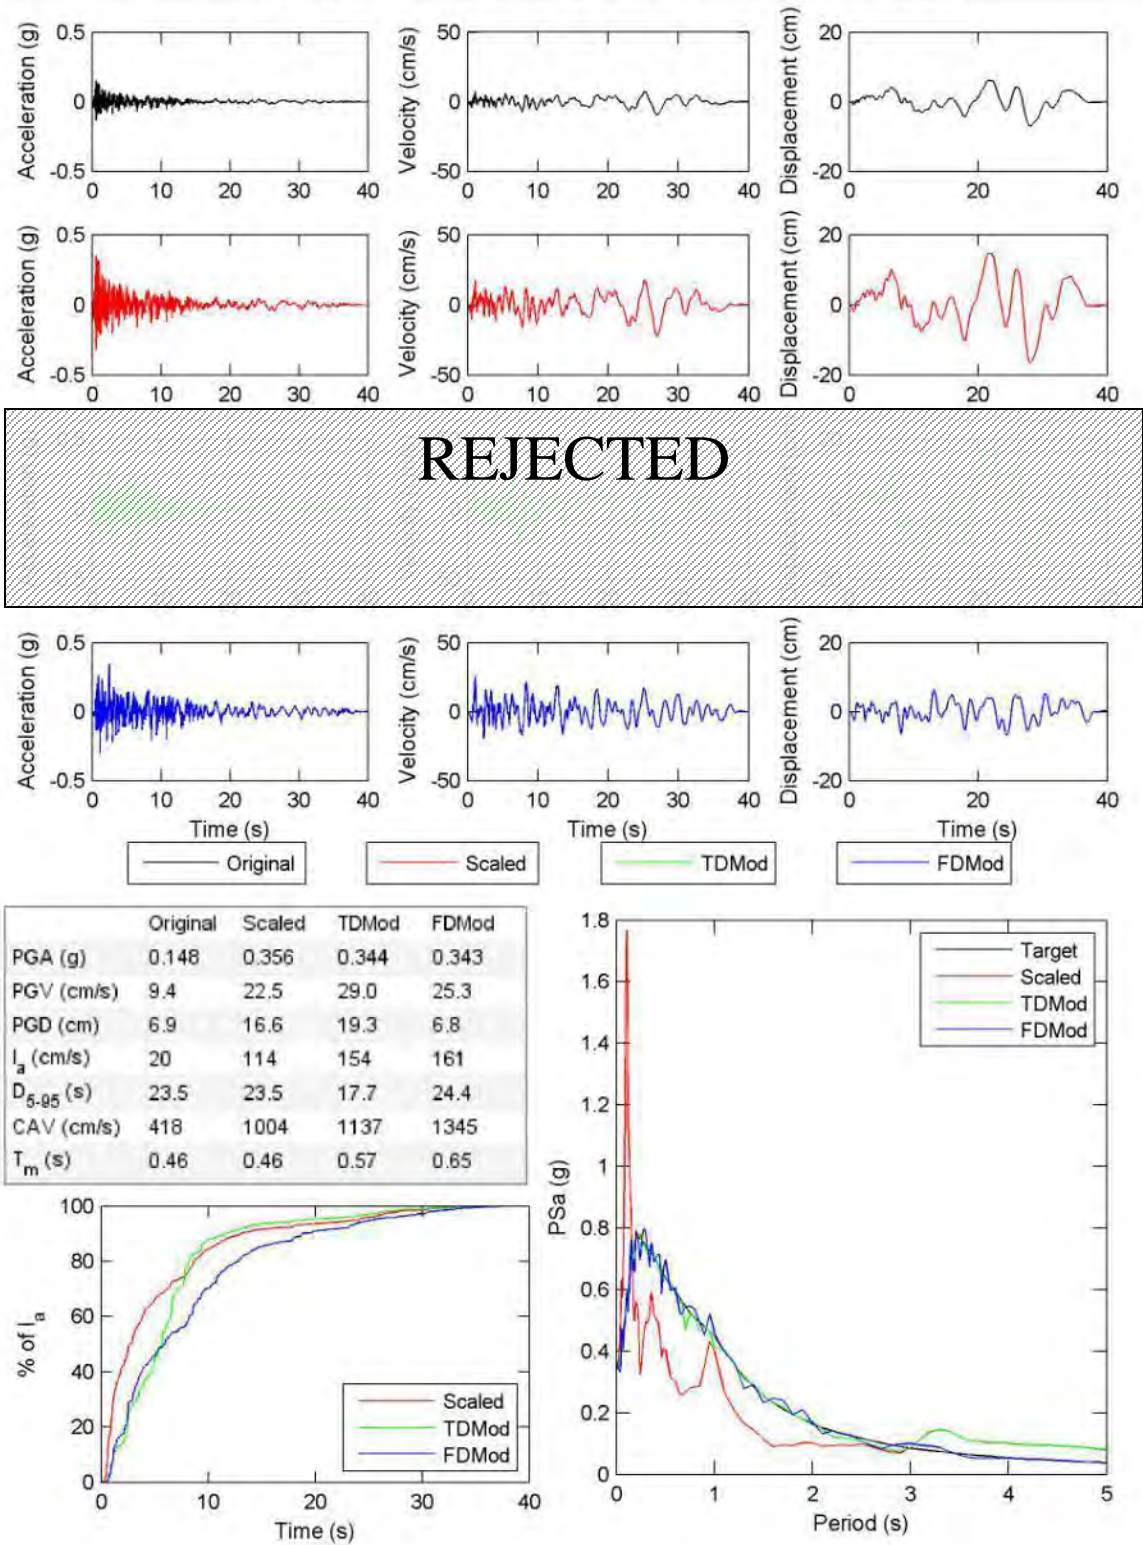 Acceleration (g)
0.5
0
-0.5
0 10 20 30 40
Velocity (cm/s)
50
0
-50
0 10 20 30 40
Displacement (cm)
20
0
-20
0 20 40
Acceleration (g)
0.5
0
-0.5
0 10 20 30 40
Velocity (cm/s)
50
0
-50
0 10 20 30 40
Displacement (cm)
20
0
-20
0 20 40
REJECTED
Acceleration (g)
0.5
0
-0.5
0 10 20 30 40
Time (s)
Velocity (cm/s)
50
0
-50
0 10 20 30 40
Time (s)
Displacement (cm)
20
0
-20
0 20 40
Time (s)
Original
Scaled
TDMod
FDMod
Original Scaled TDMod FDMod
PGA (g) 0.148 0.356 0.344 0.343
PGV (cm/s) 9.4 22.5 29.0 25.3
PGD (cm) 6.9 16.6 19.3 6.8
I_a (cm/s) 20 114 154 161
D_5-95 (s) 23.5 23.5 17.7 24.4
CAV (cm/s) 418 1004 1137 1345
T_m (s) 0.46 0.46 0.57 0.65
% of I_a
100
80
60
40
20
0
0 10 20 30 40
Time (s)
Scaled
TDMod
FDMod
PSa (g)
1.8
1.6
1.4
1.2
1
0.8
0.6
0.4
0.2
0
0 1 2 3 4 5
Period (s)
Target
Scaled
TDMod
FDMod